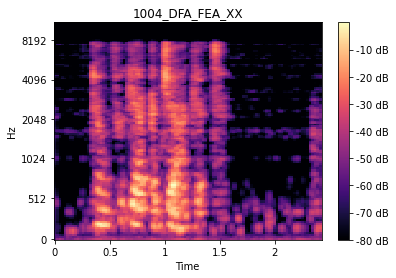 1004_DFA_FEA_XX
8192
4096
2048
1024
512
0
Hz
0
0.5
1
1.5
2
Time
-10 dB
-20 dB
-30 dB
-40 dB
-50 dB
-60 dB
-70 dB
-80 dB